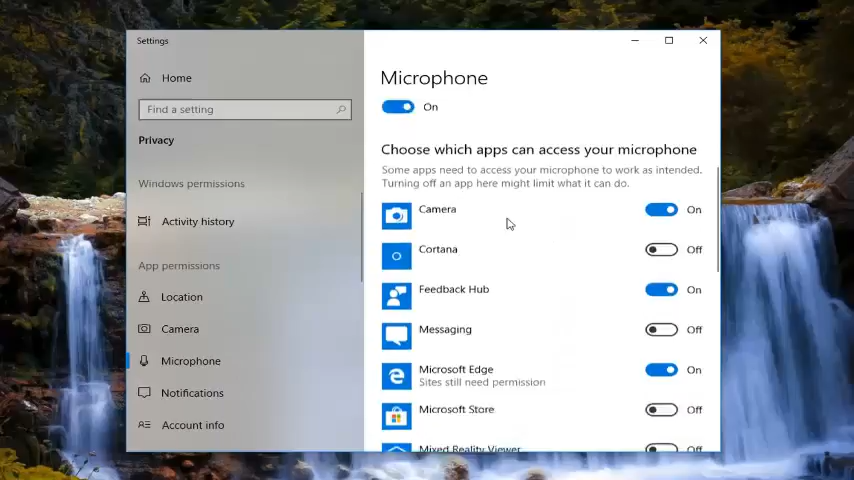 Settings
Home
Find a setting
Privacy
Windows permissions
Activity history
App permissions
Location
Camera
Microphone
Notifications
Account info
Microphone
On
Choose which apps can access your microphone
Some apps need to access your microphone to work as intended.
Turning off an app here might limit what it can do.
Camera On
Cortana Off
Feedback Hub On
Messaging Off
Microsoft Edge On
Sites still need permission
Microsoft Store Off
Mixed Reality Viewer Off